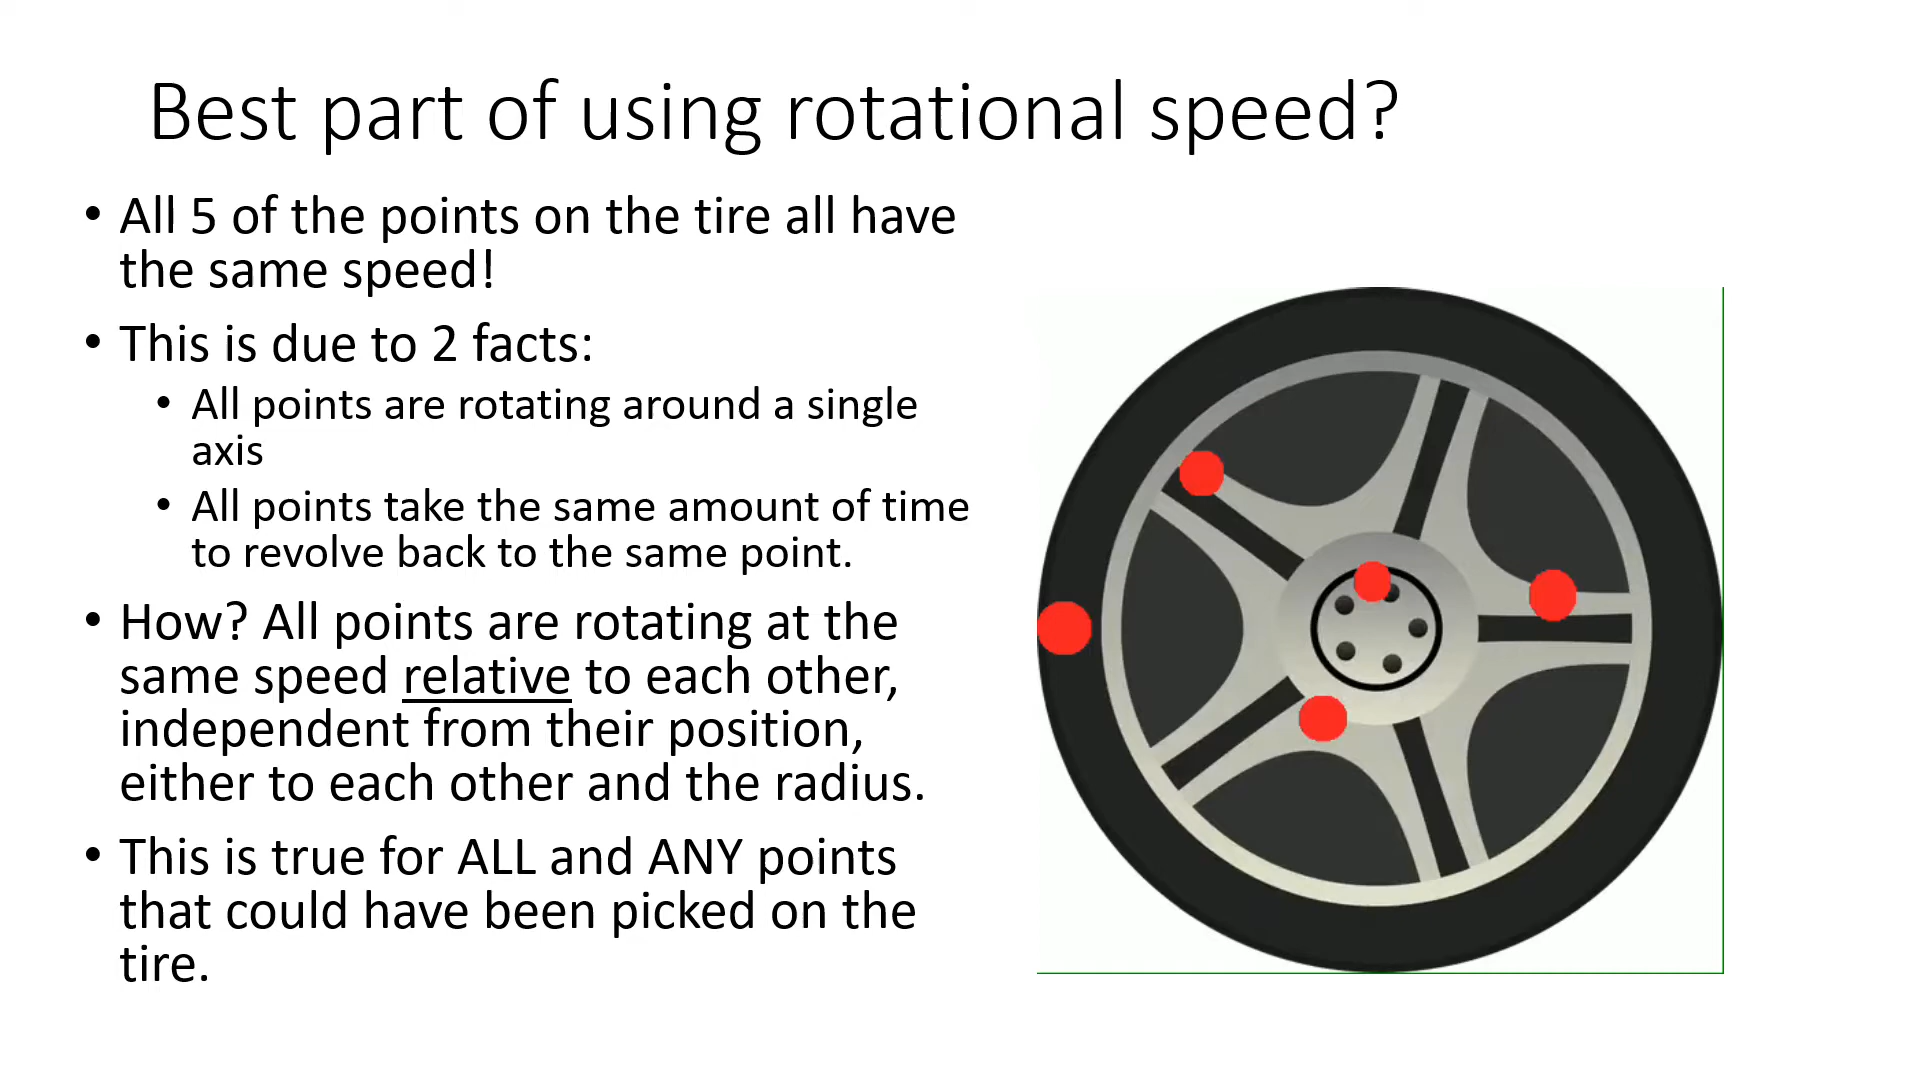 Best part of using rotational speed?
• All 5 of the points on the tire all have
the same speed!
• This is due to 2 facts:
• All points are rotating around a single
axis
• All points take the same amount of time
to revolve back to the same point.
• How? All points are rotating at the
same speed relative to each other,
independent from their position,
either to each other and the radius.
• This is true for ALL and ANY points
that could have been picked on the
tire.